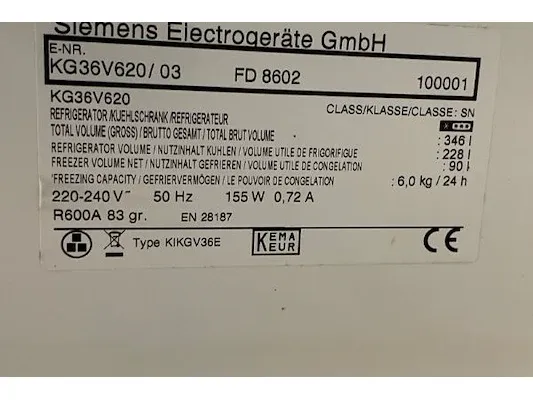 Siemens Electrogeräte GmbH
E-NR.
KG36V620/ 03 FD 8602 100001
KG36V620 CLASS/KLASSE/CLASSE: SN
REFRIGERATOR /KUEHLSCHRANK /REFRIGERATEUR
TOTAL VOLUME (GROSS) / BRUTTO GESAMT / TOTAL BRUT VOLUME : 346 l
REFRIGERATOR VOLUME / NUTZINHALT KUHLEN / VOLUME UTILE DE FRIGORIFIGUE : 228 l
FREEZER VOLUME NET / NUTZINHALT GEFRIEREN / VOLUME UTILE DE CONGELATION : 90 l
FREEZING CAPACITY / GEFRIERVERMÖGEN / LE POUVOIR DE CONGELATION : 6,0 kg / 24 h
220-240 V~ 50 Hz 155 W 0,72 A
R600A 83 gr. EN 28187
Type KIKGV36E KEMA KEUR CE